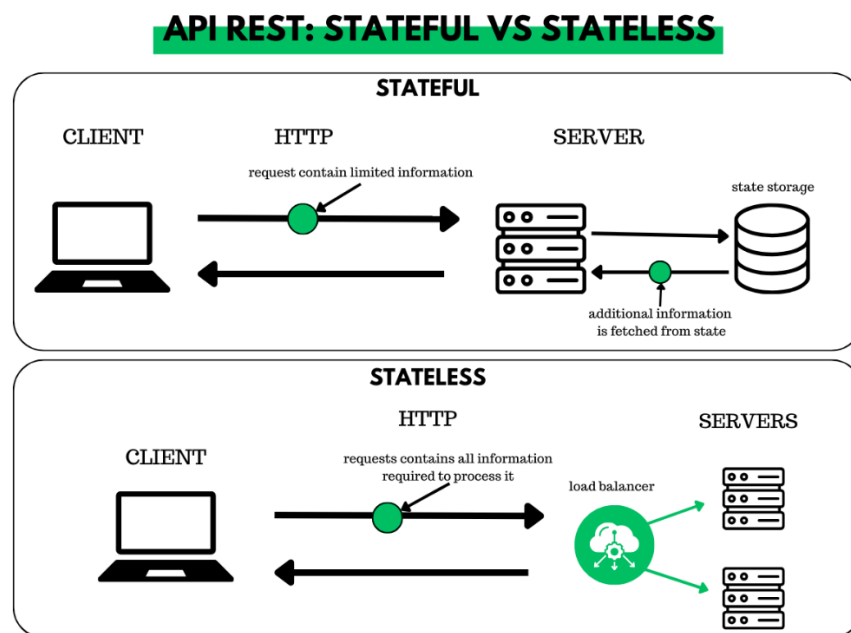 API REST: STATEFUL VS STATELESS
STATEFUL
CLIENT
HTTP
SERVER
request contain limited information
state storage
additional information
is fetched from state
STATELESS
HTTP
SERVERS
CLIENT
requests contains all information
required to process it
load balancer